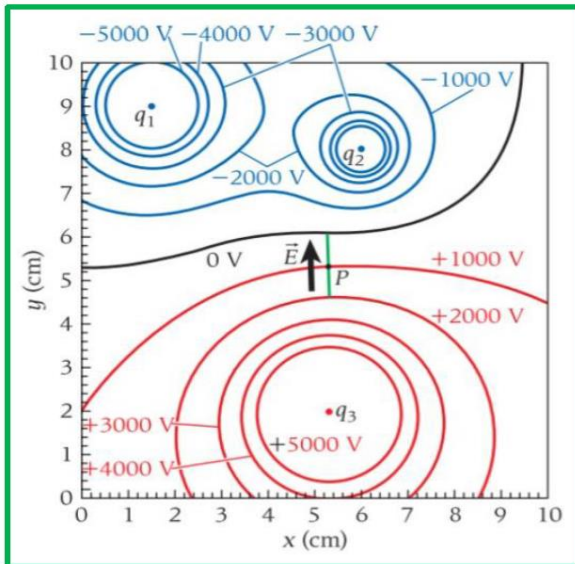 −5000 V −4000 V −3000 V
−1000 V
q1
q2
−2000 V
0 V
E
P
+1000 V
+2000 V
q3
+3000 V
+5000 V
+4000 V
10
9
8
7
6
5
4
3
2
1
0
y (cm)
0 1 2 3 4 5 6 7 8 9 10
x (cm)